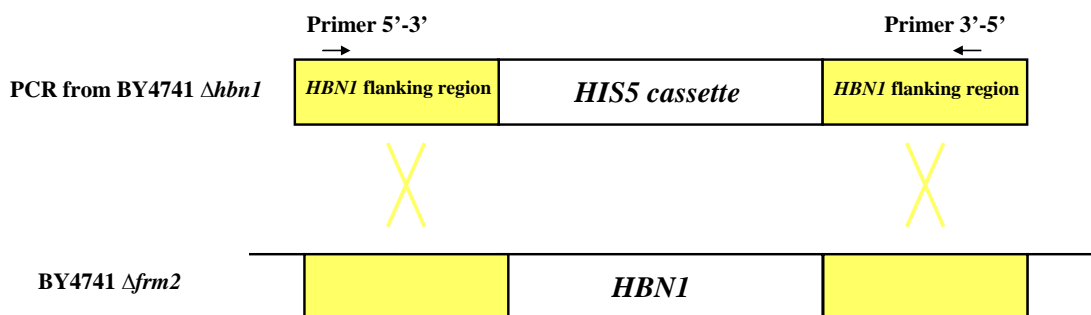 Primer 5’-3’ Primer 3’-5’
PCR from BY4741 Δhbn1 HBN1 flanking region HIS5 cassette HBN1 flanking region
BY4741 Δfrm2 HBN1